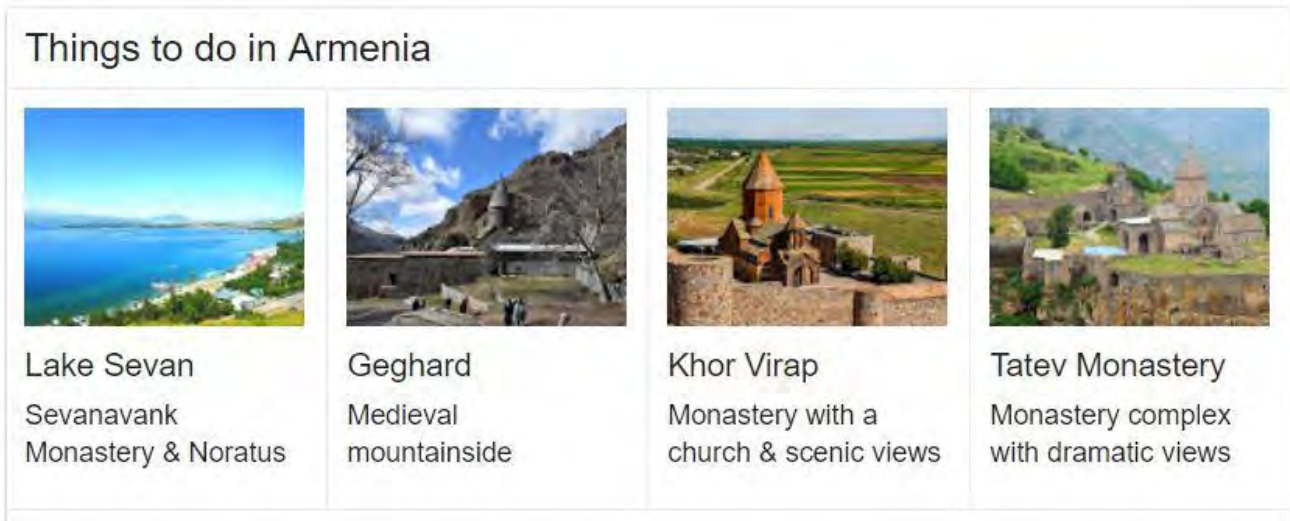 Things to do in Armenia
Lake Sevan
Sevanavank
Monastery & Noratus
Geghard
Medieval
mountainside
Khor Virap
Monastery with a
church & scenic views
Tatev Monastery
Monastery complex
with dramatic views